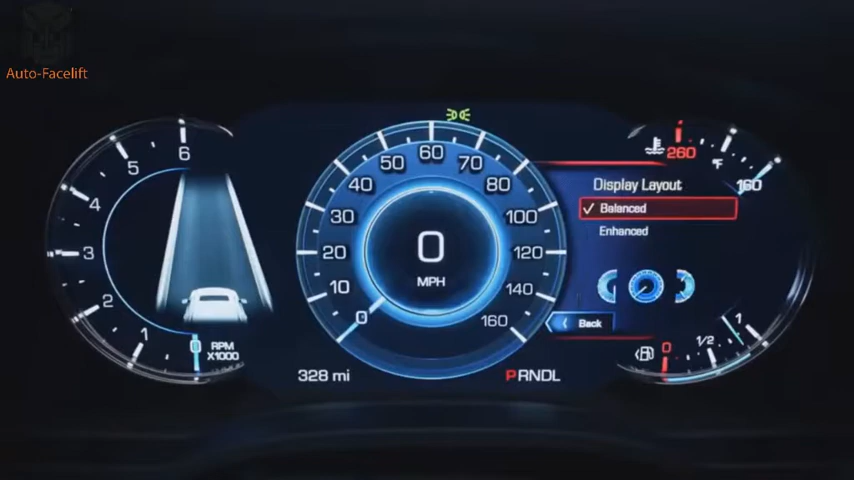 Auto-Facelift
6
5
4
3
2
1
0
RPM
X1000
60
50
70
40
80
30
100
20
120
10
140
0
160
0
MPH
328 mi
PRNDL
Display Layout
Balanced
Enhanced
Back
260
°F
160
1
1/2
0